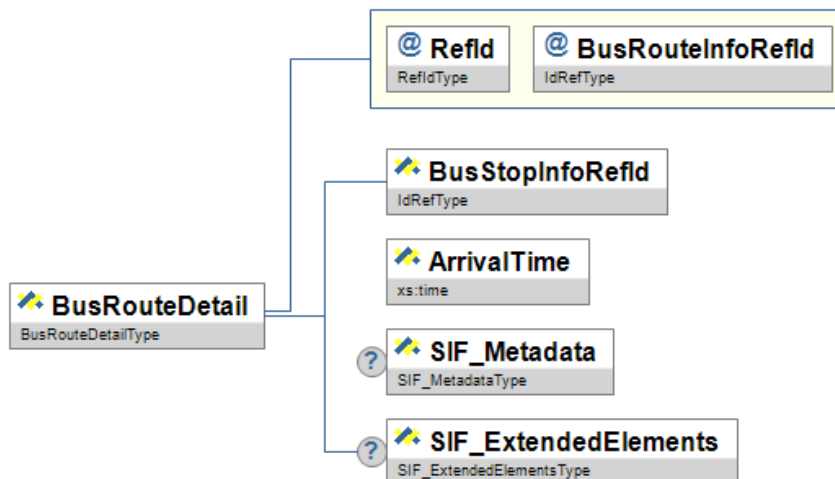 @ RefId
RefIdType
@ BusRouteInfoRefId
IdRefType
BusStopInfoRefId
IdRefType
ArrivalTime
xs:time
BusRouteDetail
BusRouteDetailType
? SIF_Metadata
SIF_MetadataType
? SIF_ExtendedElements
SIF_ExtendedElementsType